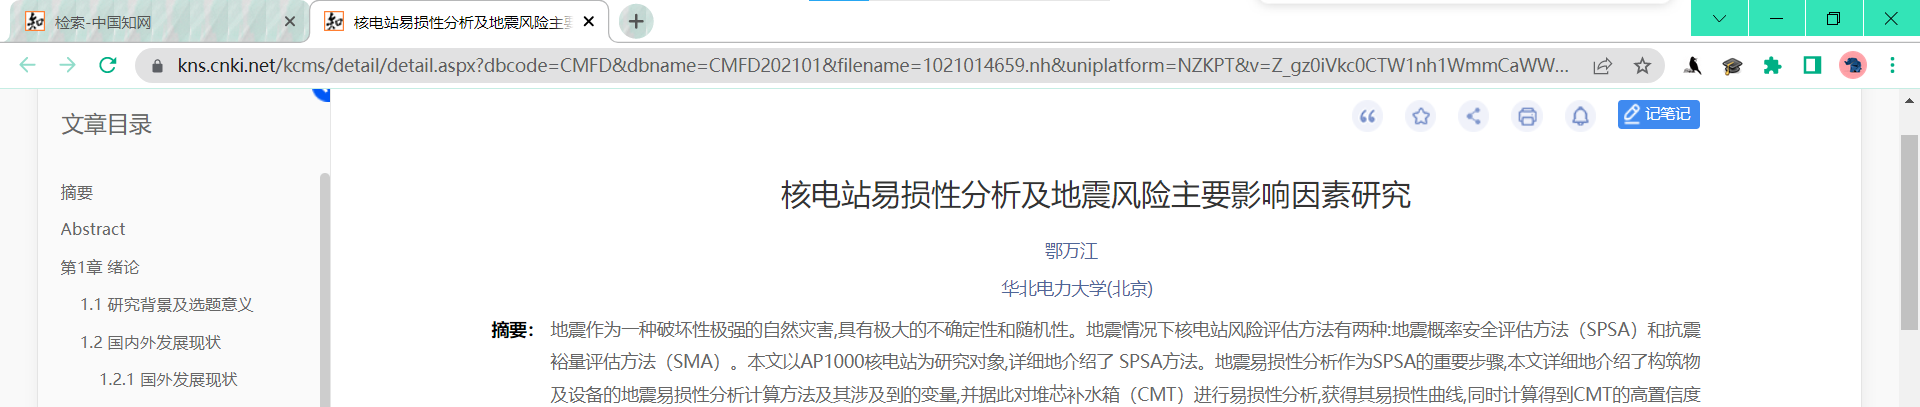 检索-中国知网
核电站易损性分析及地震风险主
kns.cnki.net/kcms/detail/detail.aspx?dbcode=CMFD&dbname=CMFD202101&filename=1021014659.nh&uniplatform=NZKPT&v=Z_gz0iVkc0CTW1nh1WmmCaWW...
文章目录
摘要
Abstract
第1章 绪论
1.1 研究背景及选题意义
1.2 国内外发展现状
1.2.1 国外发展现状
记笔记
核电站易损性分析及地震风险主要影响因素研究
鄂万江
华北电力大学(北京)
摘要： 地震作为一种破坏性极强的自然灾害,具有极大的不确定性和随机性。地震情况下核电站风险评估方法有两种:地震概率安全评估方法（SPSA）和抗震
裕量评估方法（SMA）。本文以AP1000核电站为研究对象,详细地介绍了 SPSA方法。地震易损性分析作为SPSA的重要步骤,本文详细地介绍了构筑物
及设备的地震易损性分析计算方法及其涉及到的变量,并据此对堆芯补水箱（CMT）进行易损性分析,获得其易损性曲线,同时计算得到CMT的高置信度